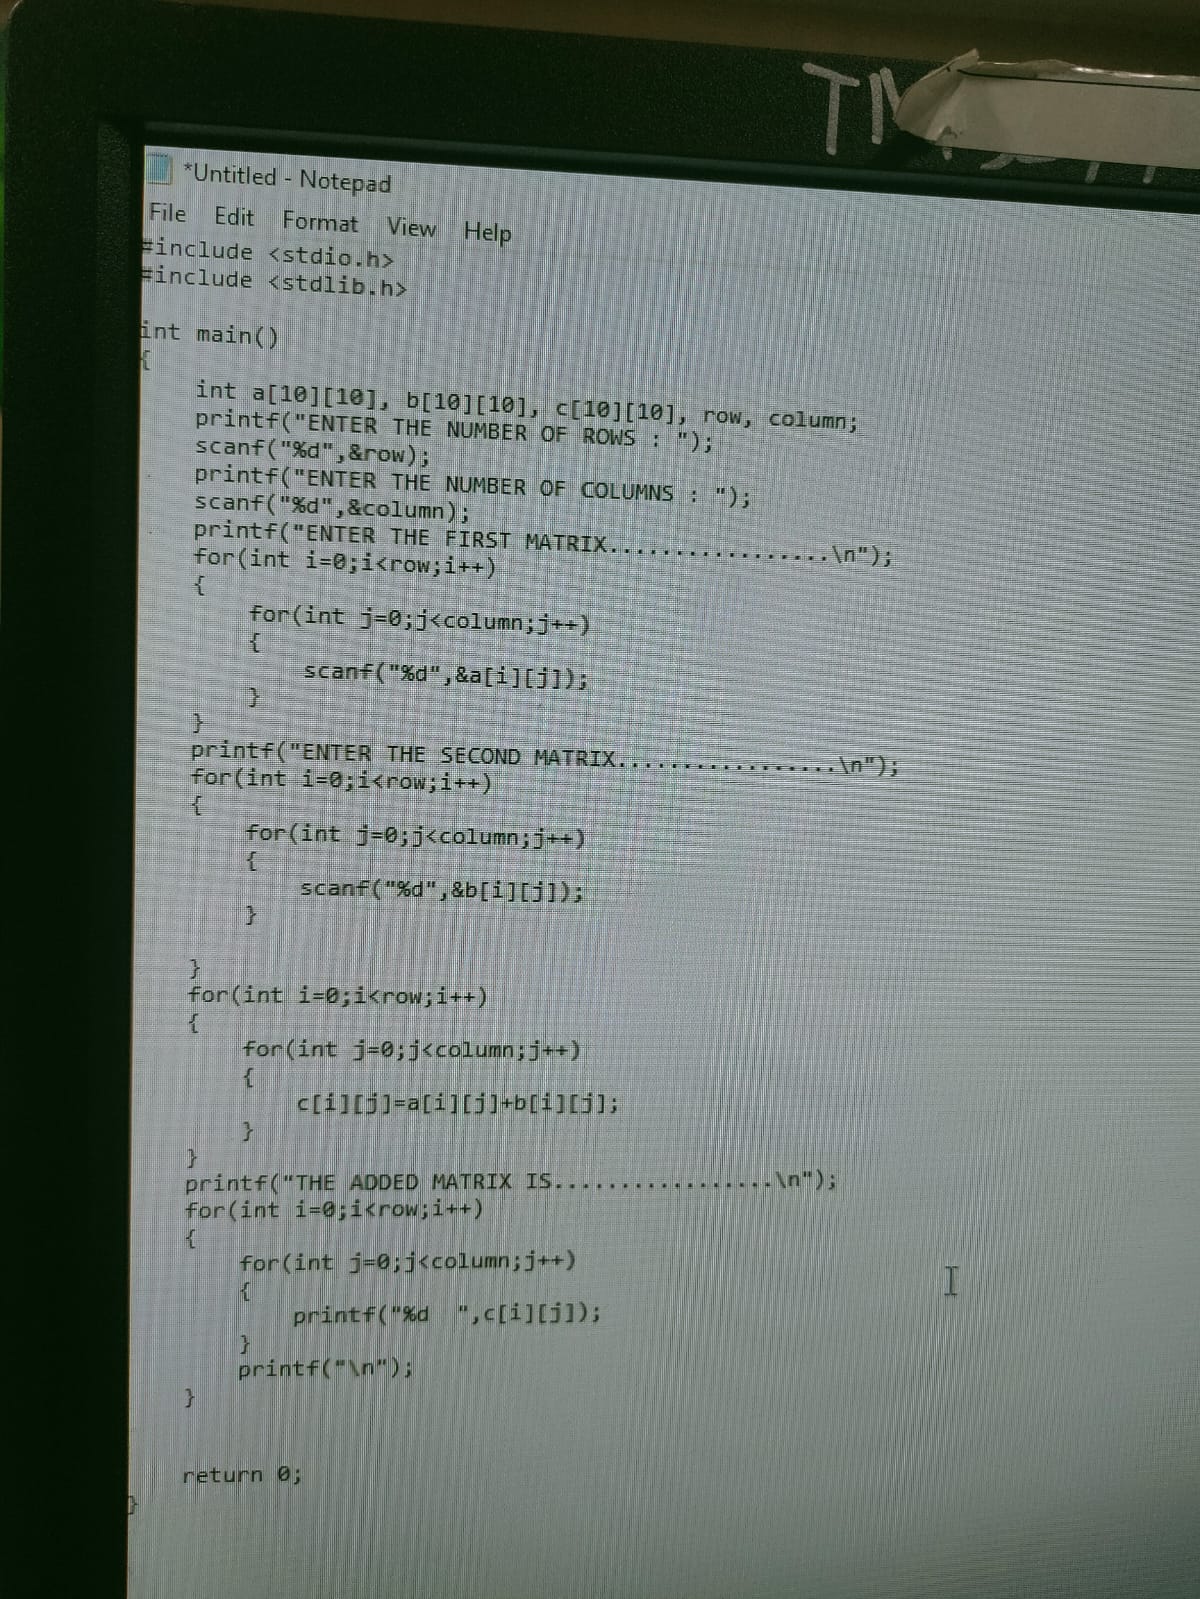 *Untitled - Notepad
File Edit Format View Help
#include <stdio.h>
#include <stdlib.h>

int main()
{
    int a[10][10], b[10][10], c[10][10], row, column;
    printf("ENTER THE NUMBER OF ROWS : ");
    scanf("%d",&row);
    printf("ENTER THE NUMBER OF COLUMNS : ");
    scanf("%d",&column);
    printf("ENTER THE FIRST MATRIX.................\n");
    for(int i=0;i<row;i++)
    {
        for(int j=0;j<column;j++)
        {
            scanf("%d",&a[i][j]);
        }
    }
    printf("ENTER THE SECOND MATRIX.................\n");
    for(int i=0;i<row;i++)
    {
        for(int j=0;j<column;j++)
        {
            scanf("%d",&b[i][j]);
        }

    }
    for(int i=0;i<row;i++)
    {
        for(int j=0;j<column;j++)
        {
            c[i][j]=a[i][j]+b[i][j];
        }
    }
    printf("THE ADDED MATRIX IS.................\n");
    for(int i=0;i<row;i++)
    {
        for(int j=0;j<column;j++)
        {
            printf("%d  ",c[i][j]);
        }
        printf("\n");
    }


    return 0;
}